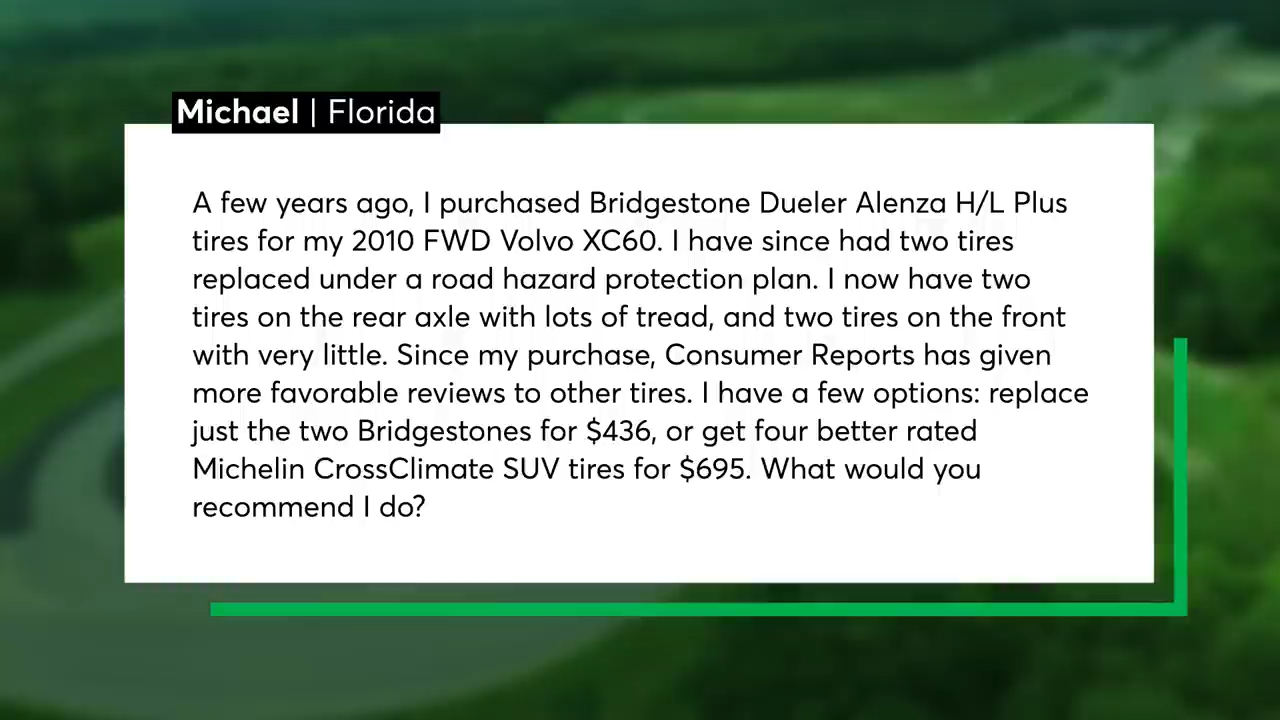 Michael | Florida
A few years ago, I purchased Bridgestone Dueler Alenza H/L Plus
tires for my 2010 FWD Volvo XC60. I have since had two tires
replaced under a road hazard protection plan. I now have two
tires on the rear axle with lots of tread, and two tires on the front
with very little. Since my purchase, Consumer Reports has given
more favorable reviews to other tires. I have a few options: replace
just the two Bridgestones for $436, or get four better rated
Michelin CrossClimate SUV tires for $695. What would you
recommend I do?